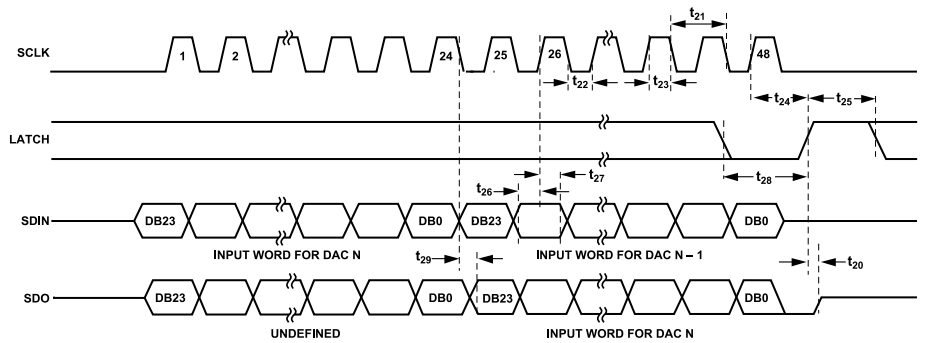 t21
SCLK
1 2 24 25 26 48
t22 t23
t24 t25
LATCH
t28
t26 t27
SDIN
DB23 DB0 DB23 DB0
INPUT WORD FOR DAC N INPUT WORD FOR DAC N – 1
t29
t20
SDO
DB23 DB0 DB23 DB0
UNDEFINED INPUT WORD FOR DAC N